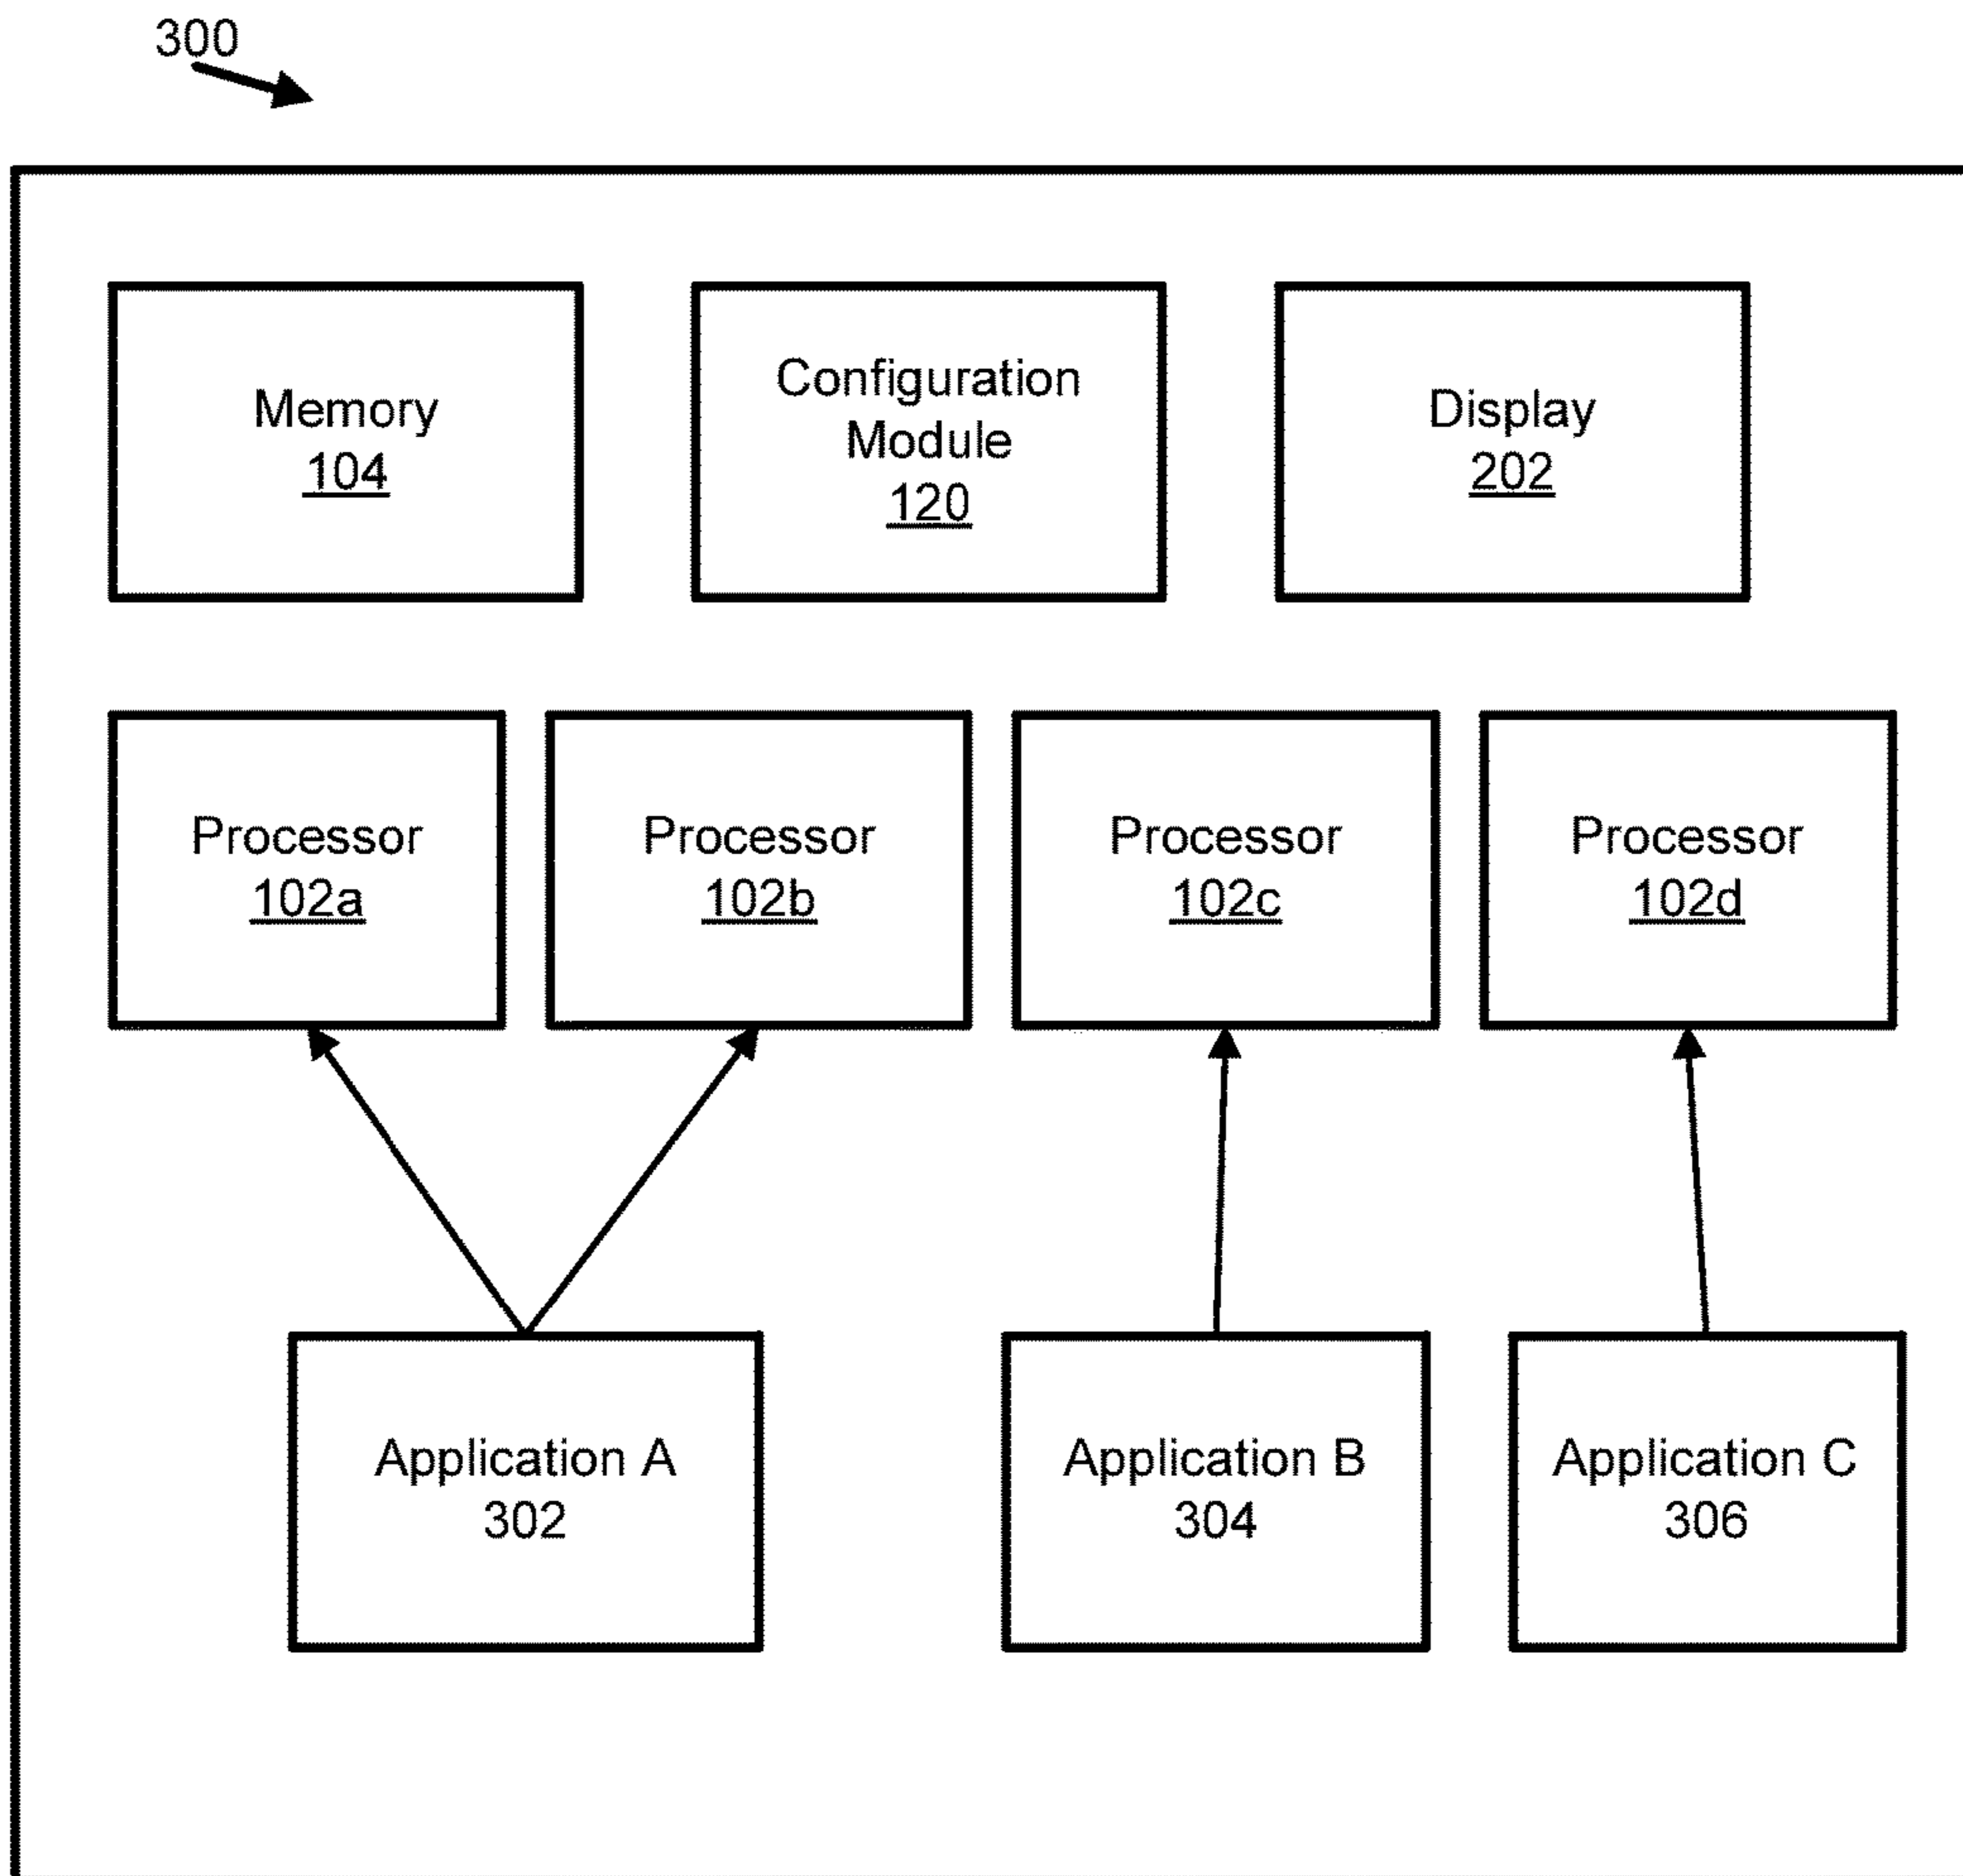 300
Memory
104
Configuration
Module
120
Display
202
Processor
102a
Processor
102b
Processor
102c
Processor
102d
Application A
302
Application B
304
Application C
306